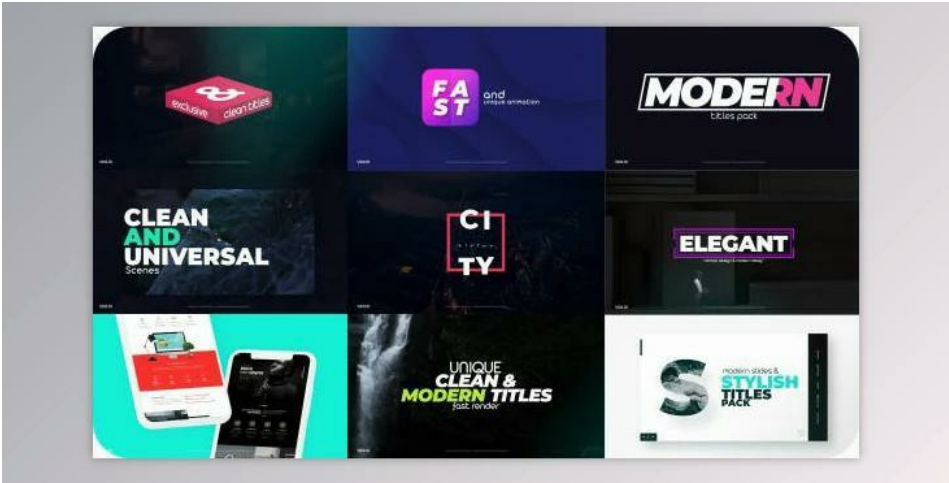 &
exclusive clean titles
FA
ST
and
unique animation
MODERN
titles pack
CLEAN
AND
UNIVERSAL
Scenes
CI
TY
ELEGANT
UNIQUE
CLEAN &
MODERN TITLES
fast render
S
modern slides &
STYLISH
TITLES
PACK